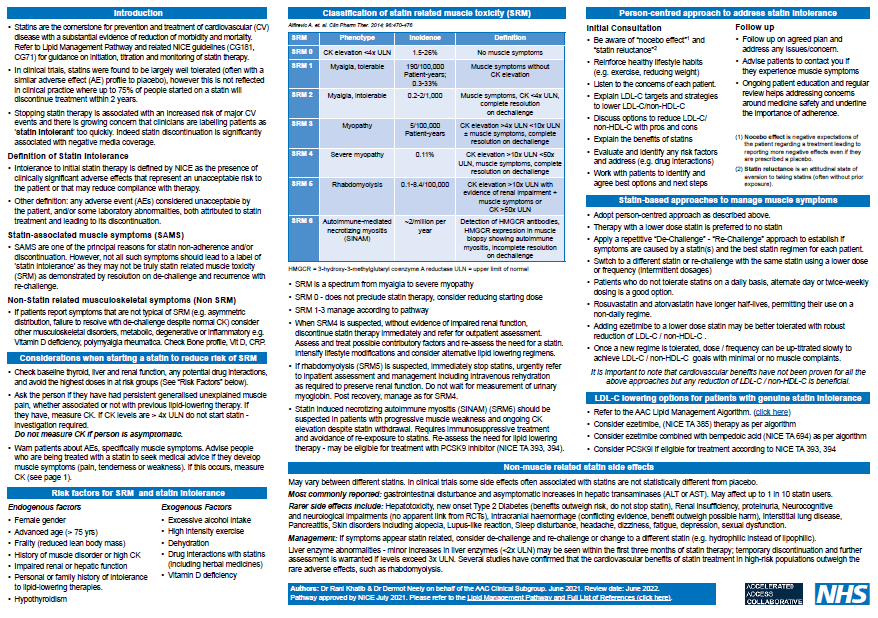 Introduction
• Statins are the cornerstone for prevention and treatment of cardiovascular (CV)
disease with a substantial evidence of reduction of morbidity and mortality.
Refer to Lipid Management Pathway and related NICE guidelines (CG181,
CG71) for guidance on initiation, titration and monitoring of statin therapy.
• In clinical trials, statins were found to be largely well tolerated (often with a
similar adverse effect (AE) profile to placebo), however this is not reflected
in clinical practice where up to 75% of people started on a statin will
discontinue treatment within 2 years.
• Stopping statin therapy is associated with an increased risk of major CV
events and there is growing concern that clinicians are labelling patients as
'statin intolerant' too quickly. Indeed statin discontinuation is significantly
associated with negative media coverage.
Definition of Statin Intolerance
• Intolerance to initial statin therapy is defined by NICE as the presence of
clinically significant adverse effects that represent an unacceptable risk to
the patient or that may reduce compliance with therapy.
• Other definition: any adverse event (AEs) considered unacceptable by
the patient, and/or some laboratory abnormalities, both attributed to statin
treatment and leading to its discontinuation.
Statin-associated muscle symptoms (SAMS)
• SAMS are one of the principal reasons for statin non-adherence and/or
discontinuation. However, not all such symptoms should lead to a label of
'statin intolerance' as they may not be truly statin related muscle toxicity
(SRM) as demonstrated by resolution on de-challenge and recurrence with
re-challenge.
Non-Statin related musculoskeletal symptoms (Non SRM)
• If patients report symptoms that are not typical of SRM (e.g. asymmetric
distribution, failure to resolve with de-challenge despite normal CK) consider
other musculoskeletal disorders, metabolic, degenerative or inflammatory e.g.
Vitamin D deficiency, polymyalgia rheumatica. Check Bone profile, Vit D, CRP.
Considerations when starting a statin to reduce risk of SRM
• Check baseline thyroid, liver and renal function, any potential drug interactions,
and avoid the highest doses in at risk groups (See "Risk Factors" below).
• Ask the person if they have had persistent generalised unexplained muscle
pain, whether associated or not with previous lipid-lowering therapy. If
they have, measure CK. If CK levels are > 4x ULN do not start statin -
investigation required.
Do not measure CK if person is asymptomatic.
• Warn patients about AEs, specifically muscle symptoms. Advise people
who are being treated with a statin to seek medical advice if they develop
muscle symptoms (pain, tenderness or weakness). If this occurs, measure
CK (see page 1).
Risk factors for SRM and statin intolerance
Endogenous factors
• Female gender
• Advanced age (> 75 yrs)
• Frailty (reduced lean body mass)
• History of muscle disorder or high CK
• Impaired renal or hepatic function
• Personal or family history of intolerance
to lipid-lowering therapies.
• Hypothyroidism
Exogenous Factors
• Excessive alcohol intake
• High intensity exercise
• Dehydration
• Drug interactions with statins
(including herbal medicines)
• Vitamin D deficiency
Classification of statin related muscle toxicity (SRM)
Alfirevic A. et. al. Clin Pharm Ther. 2014; 96:470-476
SRM Phenotype Incidence Definition
SRM 0 CK elevation <4x ULN 1.5-26% No muscle symptoms
SRM 1 Myalgia, tolerable 190/100,000 Patient-years; 0.3-33% Muscle symptoms without CK elevation
SRM 2 Myalgia, intolerable 0.2-2/1,000 Muscle symptoms, CK <4x ULN, complete resolution on dechallenge
SRM 3 Myopathy 5/100,000 Patient-years CK elevation >4x ULN <10x ULN ± muscle symptoms, complete resolution on dechallenge
SRM 4 Severe myopathy 0.11% CK elevation >10x ULN <50x ULN, muscle symptoms, complete resolution on dechallenge
SRM 5 Rhabdomyolysis 0.1-8.4/100,000 CK elevation >10x ULN with evidence of renal impairment + muscle symptoms or CK >50x ULN
SRM 6 Autoimmune-mediated necrotizing myositis (SINAM) ~2/million per year Detection of HMGCR antibodies, HMGCR expression in muscle biopsy showing autoimmune myositis, incomplete resolution on dechallenge
HMGCR = 3-hydroxy-3-methylglutaryl coenzyme A reductase ULN = upper limit of normal
• SRM is a spectrum from myalgia to severe myopathy
• SRM 0 - does not preclude statin therapy, consider reducing starting dose
• SRM 1-3 manage according to pathway
• When SRM4 is suspected, without evidence of impaired renal function,
discontinue statin therapy immediately and refer for outpatient assessment.
Assess and treat possible contributory factors and re-assess the need for a statin.
Intensify lifestyle modifications and consider alternative lipid lowering regimens.
• If rhabdomyolysis (SRM5) is suspected, immediately stop statins, urgently refer
to inpatient assessment and management including intravenous rehydration
as required to preserve renal function. Do not wait for measurement of urinary
myoglobin. Post recovery, manage as for SRM4.
• Statin induced necrotizing autoimmune myositis (SINAM) (SRM6) should be
suspected in patients with progressive muscle weakness and ongoing CK
elevation despite statin withdrawal. Requires immunosuppressive treatment
and avoidance of re-exposure to statins. Re-assess the need for lipid lowering
therapy - may be eligible for treatment with PCSK9 inhibitor (NICE TA 393, 394).
Person-centred approach to address statin intolerance
Initial Consultation
• Be aware of "nocebo effect"¹ and
"statin reluctance"²
• Reinforce healthy lifestyle habits
(e.g. exercise, reducing weight)
• Listen to the concerns of each patient.
• Explain LDL-C targets and strategies
to lower LDL-C/non-HDL-C
• Discuss options to reduce LDL-C/
non-HDL-C with pros and cons
• Explain the benefits of statins
• Evaluate and identify any risk factors
and address (e.g. drug interactions)
• Work with patients to identify and
agree best options and next steps
Follow up
• Follow up on agreed plan and
address any issues/concern.
• Advise patients to contact you if
they experience muscle symptoms
• Ongoing patient education and regular
review helps addressing concerns
around medicine safety and underline
the importance of adherence.
(1) Nocebo effect is negative expectations of
the patient regarding a treatment leading to
reporting more negative effects even if they
are prescribed a placebo.
(2) Statin reluctance is an attitudinal state of
aversion to taking statins (often without prior
exposure).
Statin-based approaches to manage muscle symptoms
• Adopt person-centred approach as described above.
• Therapy with a lower dose statin is preferred to no statin
• Apply a repetitive "De-Challenge" - "Re-Challenge" approach to establish if
symptoms are caused by a statin(s) and the best statin regimen for each patient.
• Switch to a different statin or re-challenge with the same statin using a lower dose
or frequency (intermittent dosages)
• Patients who do not tolerate statins on a daily basis, alternate day or twice-weekly
dosing is a good option.
• Rosuvastatin and atorvastatin have longer half-lives, permitting their use on a
non-daily regime.
• Adding ezetimibe to a lower dose statin may be better tolerated with robust
reduction of LDL-C / non-HDL-C .
• Once a new regime is tolerated, dose / frequency can be up-titrated slowly to
achieve LDL-C / non-HDL-C goals with minimal or no muscle complaints.
It is important to note that cardiovascular benefits have not been proven for all the
above approaches but any reduction of LDL-C / non-HDL-C is beneficial.
LDL-C lowering options for patients with genuine statin intolerance
• Refer to the AAC Lipid Management Algorithm. (click here)
• Consider ezetimibe, (NICE TA 385) therapy as per algorithm
• Consider ezetimibe combined with bempedoic acid (NICE TA 694) as per algorithm
• Consider PCSK9i if eligible for treatment according to NICE TA 393, 394
Non-muscle related statin side effects
May vary between different statins. In clinical trials some side effects often associated with statins are not statistically different from placebo.
Most commonly reported: gastrointestinal disturbance and asymptomatic increases in hepatic transaminases (ALT or AST). May affect up to 1 in 10 statin users.
Rarer side effects include: Hepatotoxicity, new onset Type 2 Diabetes (benefits outweigh risk, do not stop statin), Renal insufficiency, proteinuria, Neurocognitive
and neurological impairments (no apparent link from RCTs), intracranial haemorrhage (conflicting evidence, benefit outweigh possible harm), Interstitial lung disease,
Pancreatitis, Skin disorders including alopecia, Lupus-like reaction, Sleep disturbance, headache, dizziness, fatigue, depression, sexual dysfunction.
Management: If symptoms appear statin related, consider de-challenge and re-challenge or change to a different statin (e.g. hydrophilic instead of lipophilic).
Liver enzyme abnormalities - minor increases in liver enzymes (<2x ULN) may be seen within the first three months of statin therapy; temporary discontinuation and further
assessment is warranted if levels exceed 3x ULN. Several studies have confirmed that the cardiovascular benefits of statin treatment in high-risk populations outweigh the
rare adverse effects, such as rhabdomyolysis.
Authors: Dr Rani Khatib & Dr Dermot Neely on behalf of the AAC Clinical Subgroup. June 2021. Review date: June 2022.
Pathway approved by NICE July 2021. Please refer to the Lipid Management Pathway and Full List of References (click here).
ACCELERATED
ACCESS
COLLABORATIVE
NHS